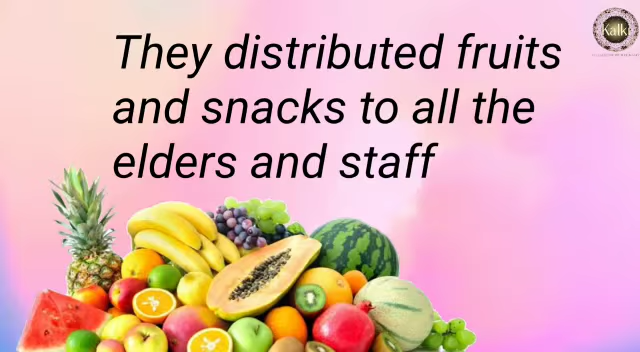 They distributed fruits
and snacks to all the
elders and staff
Kalki